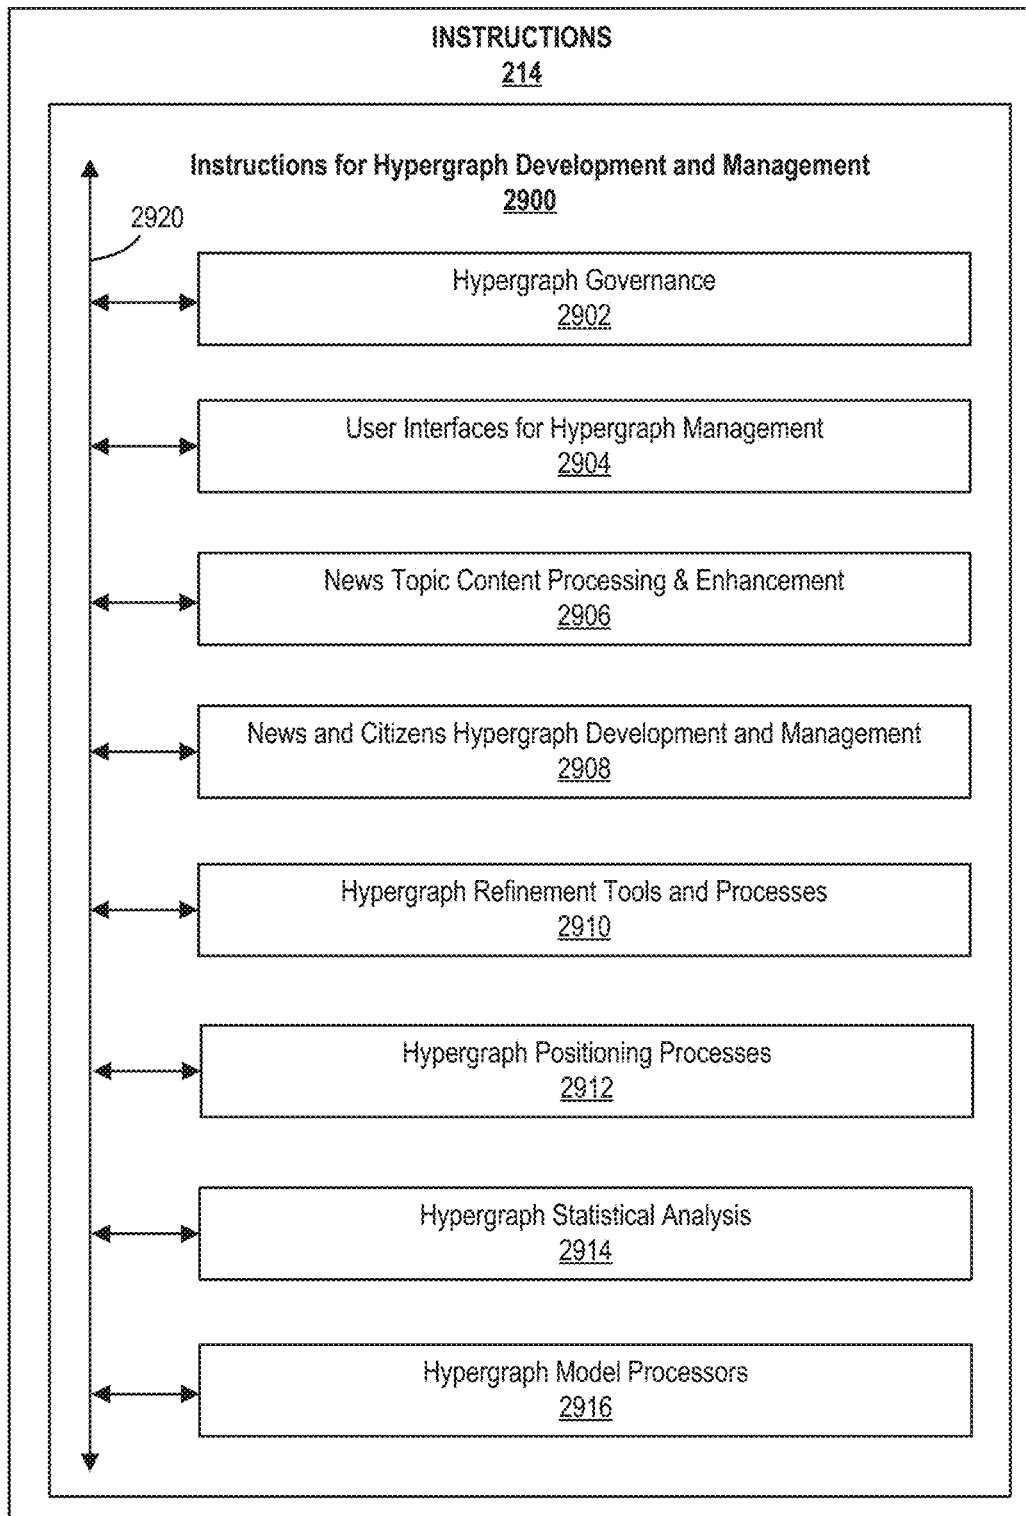 INSTRUCTIONS
214
Instructions for Hypergraph Development and Management
2900
2920
Hypergraph Governance
2902
User Interfaces for Hypergraph Management
2904
News Topic Content Processing & Enhancement
2906
News and Citizens Hypergraph Development and Management
2908
Hypergraph Refinement Tools and Processes
2910
Hypergraph Positioning Processes
2912
Hypergraph Statistical Analysis
2914
Hypergraph Model Processors
2916